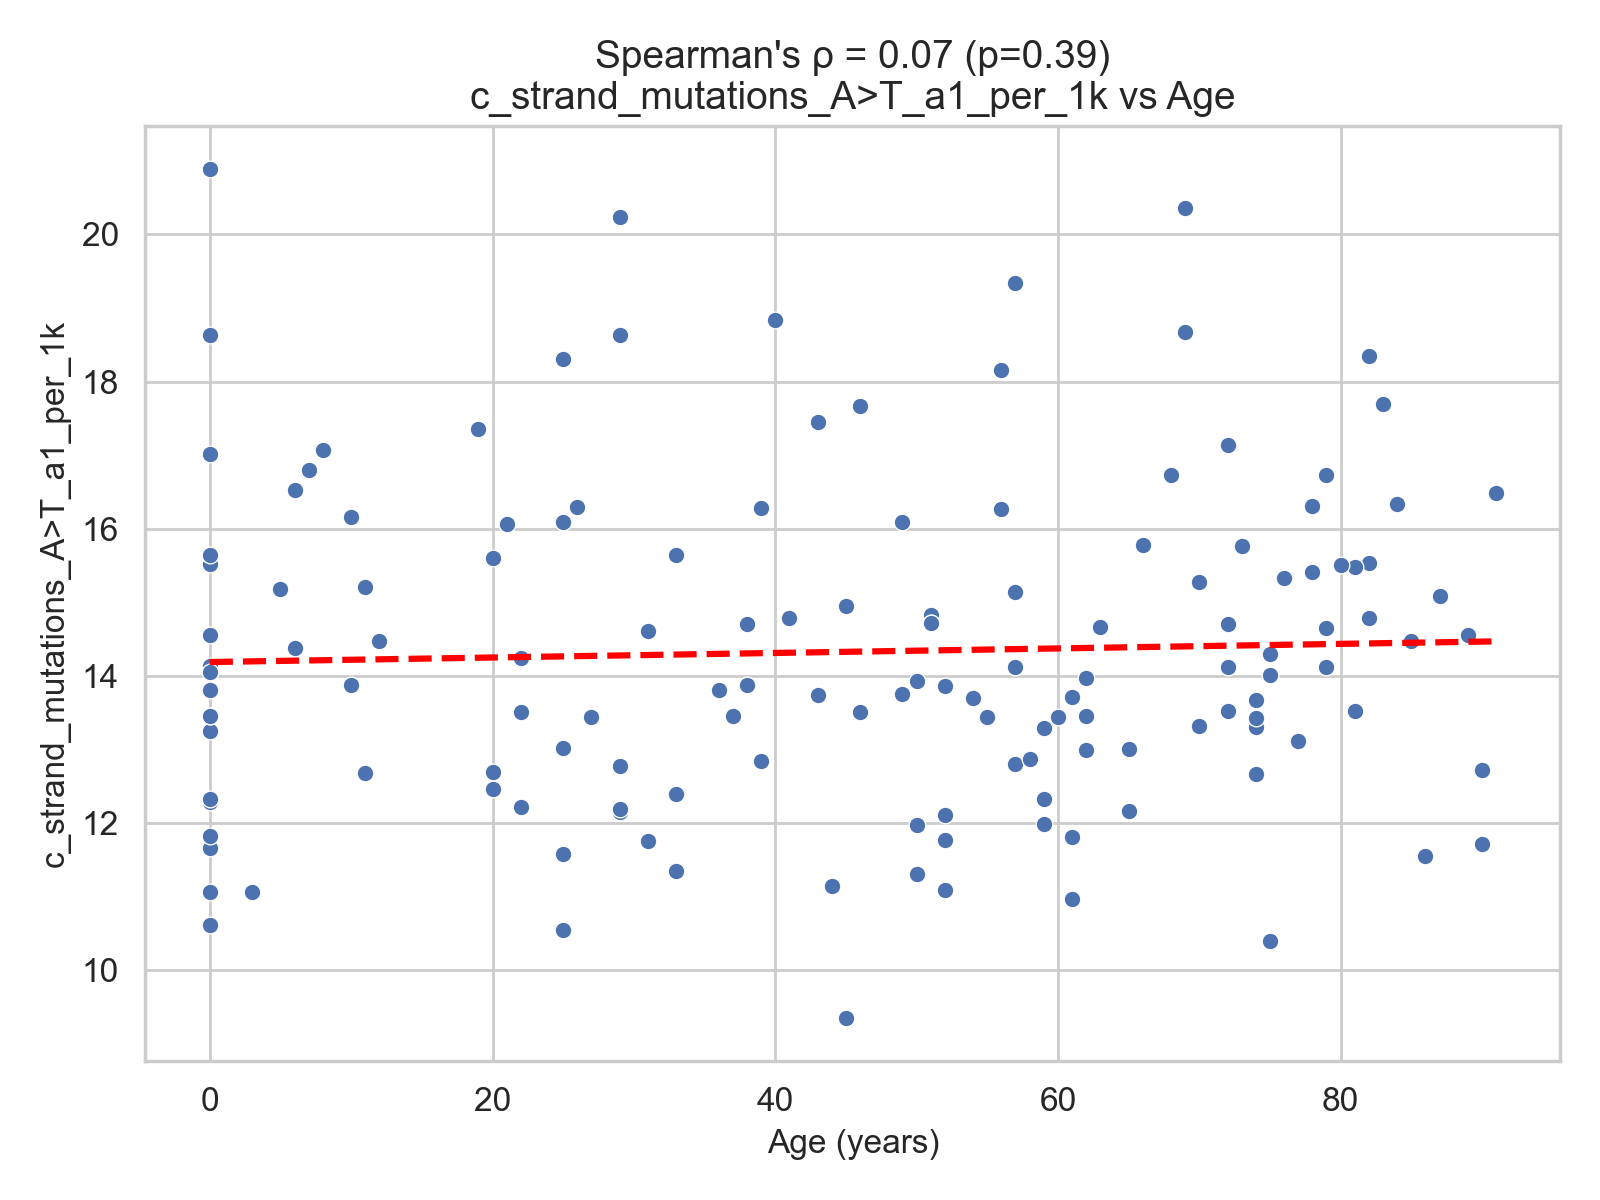 Spearman's ρ = 0.07 (p=0.39)
c_strand_mutations_A>T_a1_per_1k vs Age
c_strand_mutations_A>T_a1_per_1k
20
18
16
14
12
10
0
20
40
60
80
Age (years)